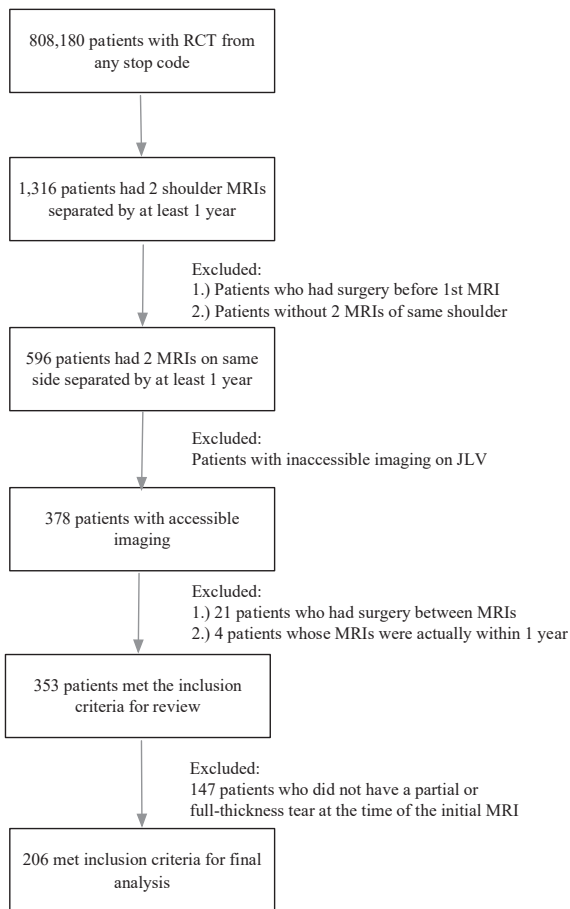 808,180 patients with RCT from
any stop code
1,316 patients had 2 shoulder MRIs
separated by at least 1 year
Excluded:
1.) Patients who had surgery before 1st MRI
2.) Patients without 2 MRIs of same shoulder
596 patients had 2 MRIs on same
side separated by at least 1 year
Excluded:
Patients with inaccessible imaging on JLV
378 patients with accessible
imaging
Excluded:
1.) 21 patients who had surgery between MRIs
2.) 4 patients whose MRIs were actually within 1 year
353 patients met the inclusion
criteria for review
Excluded:
147 patients who did not have a partial or
full-thickness tear at the time of the initial MRI
206 met inclusion criteria for final
analysis